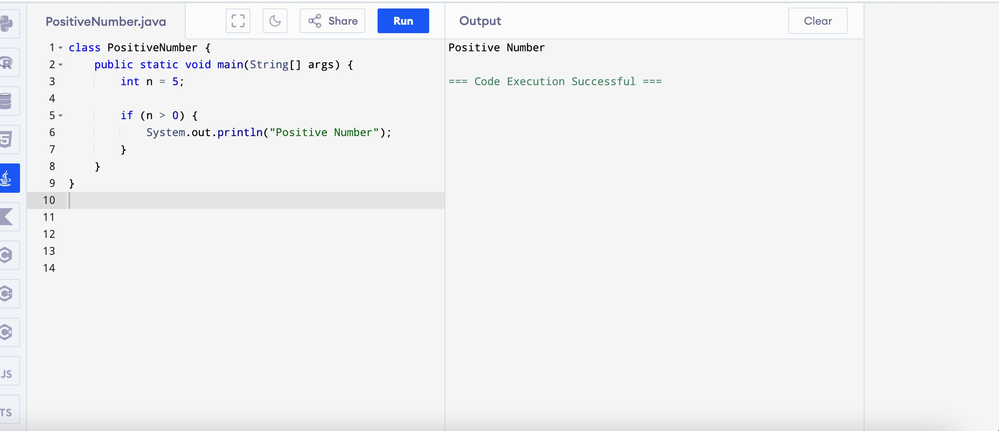 PositiveNumber.java
Share
Run
Output
Clear
1 class PositiveNumber {
2     public static void main(String[] args) {
3         int n = 5;
4
5         if (n > 0) {
6             System.out.println("Positive Number");
7         }
8     }
9 }
10
11
12
13
14
Positive Number
=== Code Execution Successful ===
R
5
C
C++
C#
JS
TS